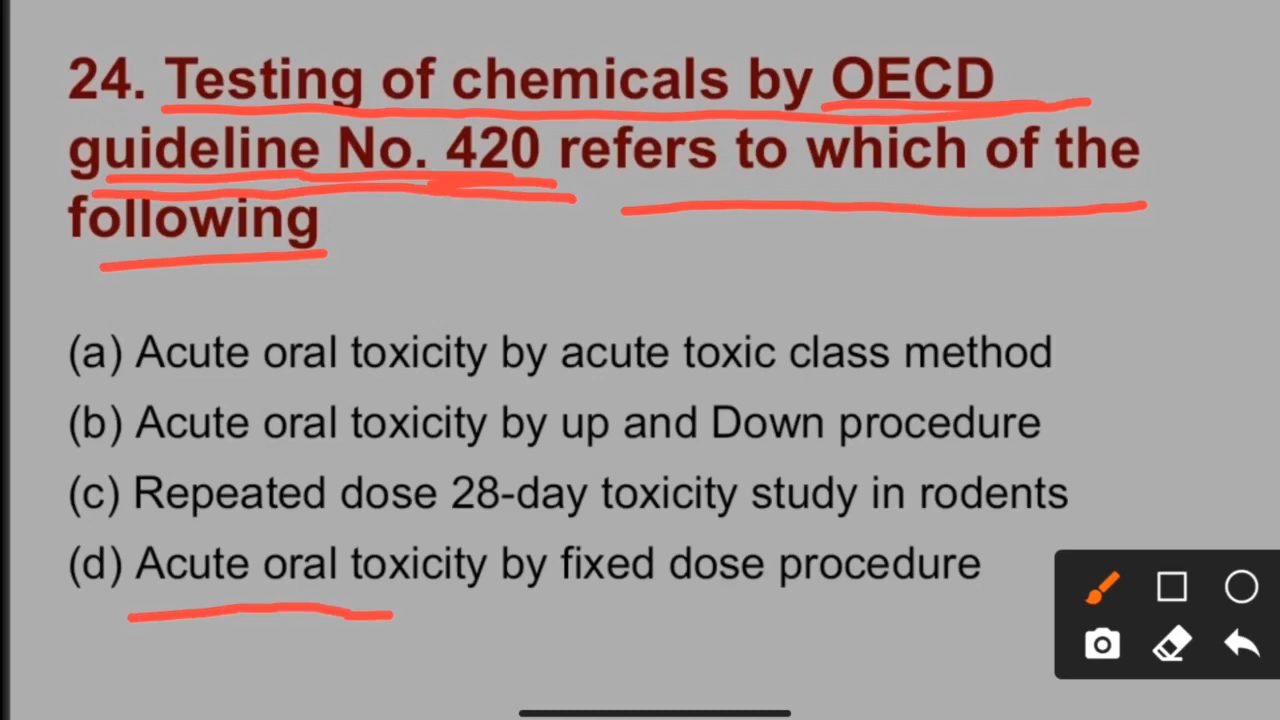 24. Testing of chemicals by OECD
guideline No. 420 refers to which of the
following
(a) Acute oral toxicity by acute toxic class method
(b) Acute oral toxicity by up and Down procedure
(c) Repeated dose 28-day toxicity study in rodents
(d) Acute oral toxicity by fixed dose procedure